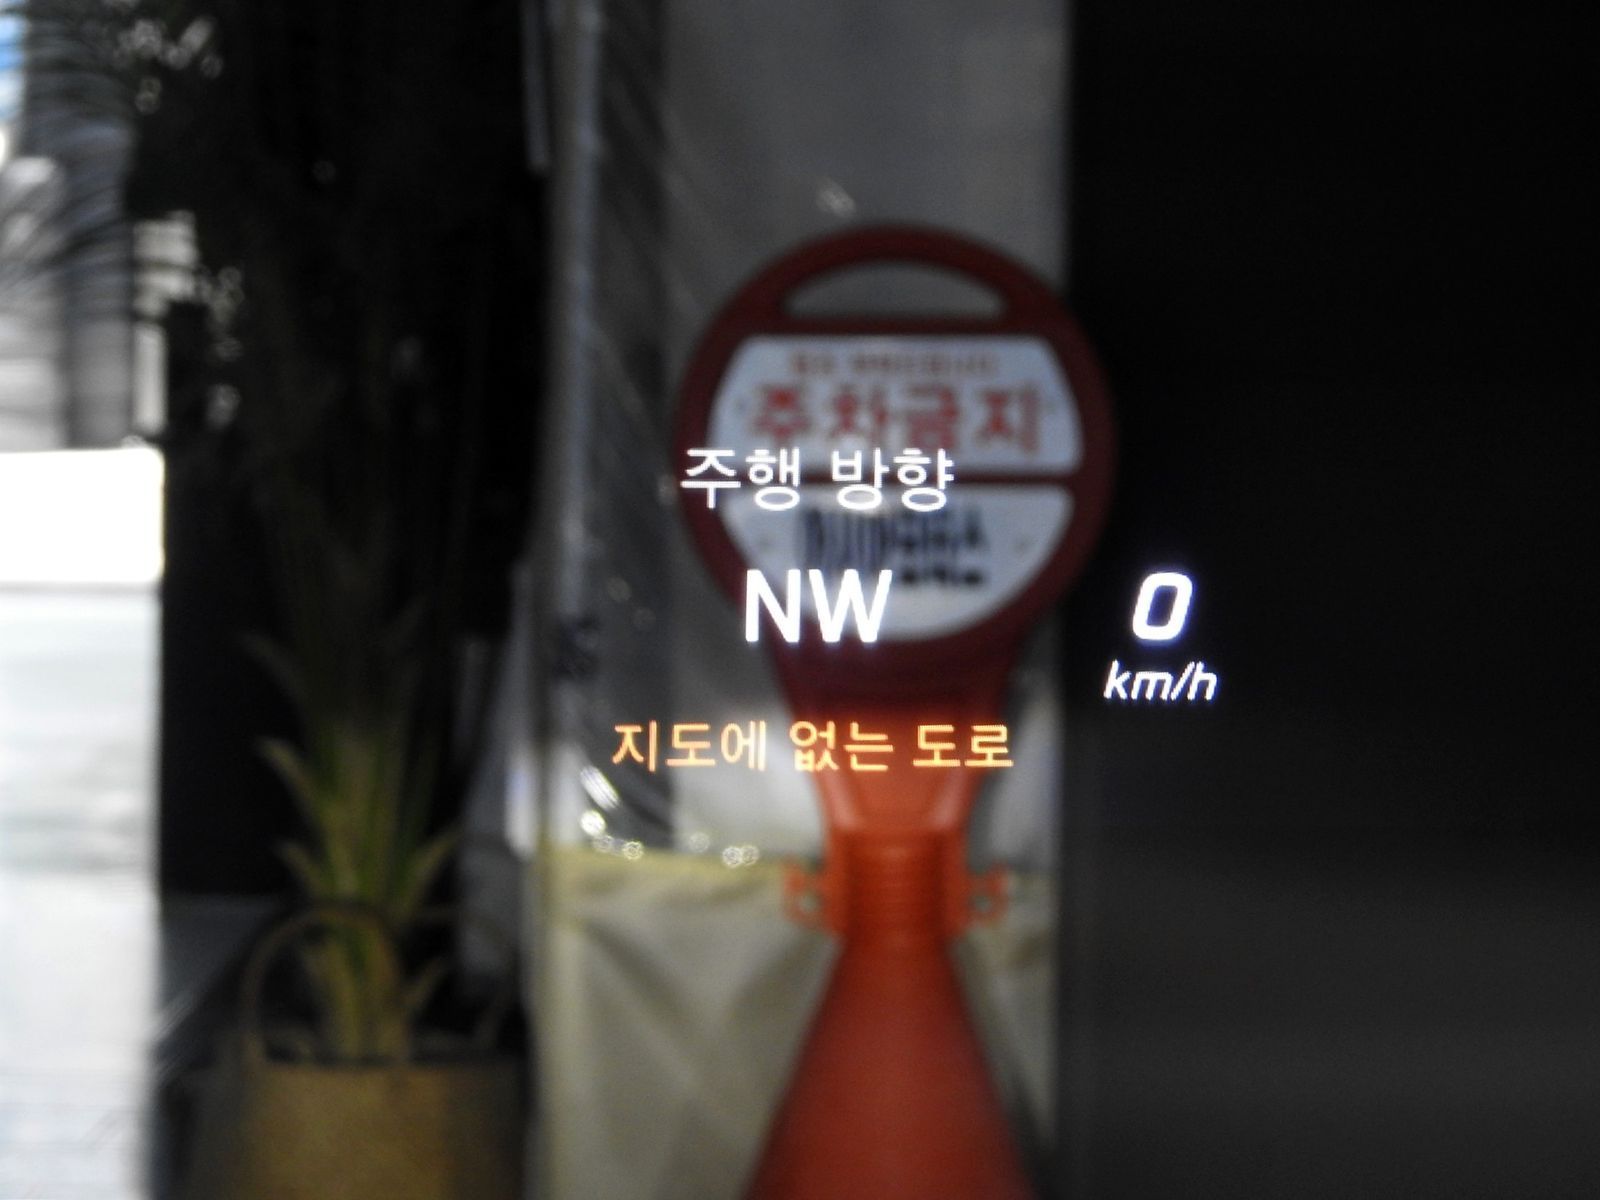 주차금지
주행 방향
NW
0
km/h
지도에 없는 도로